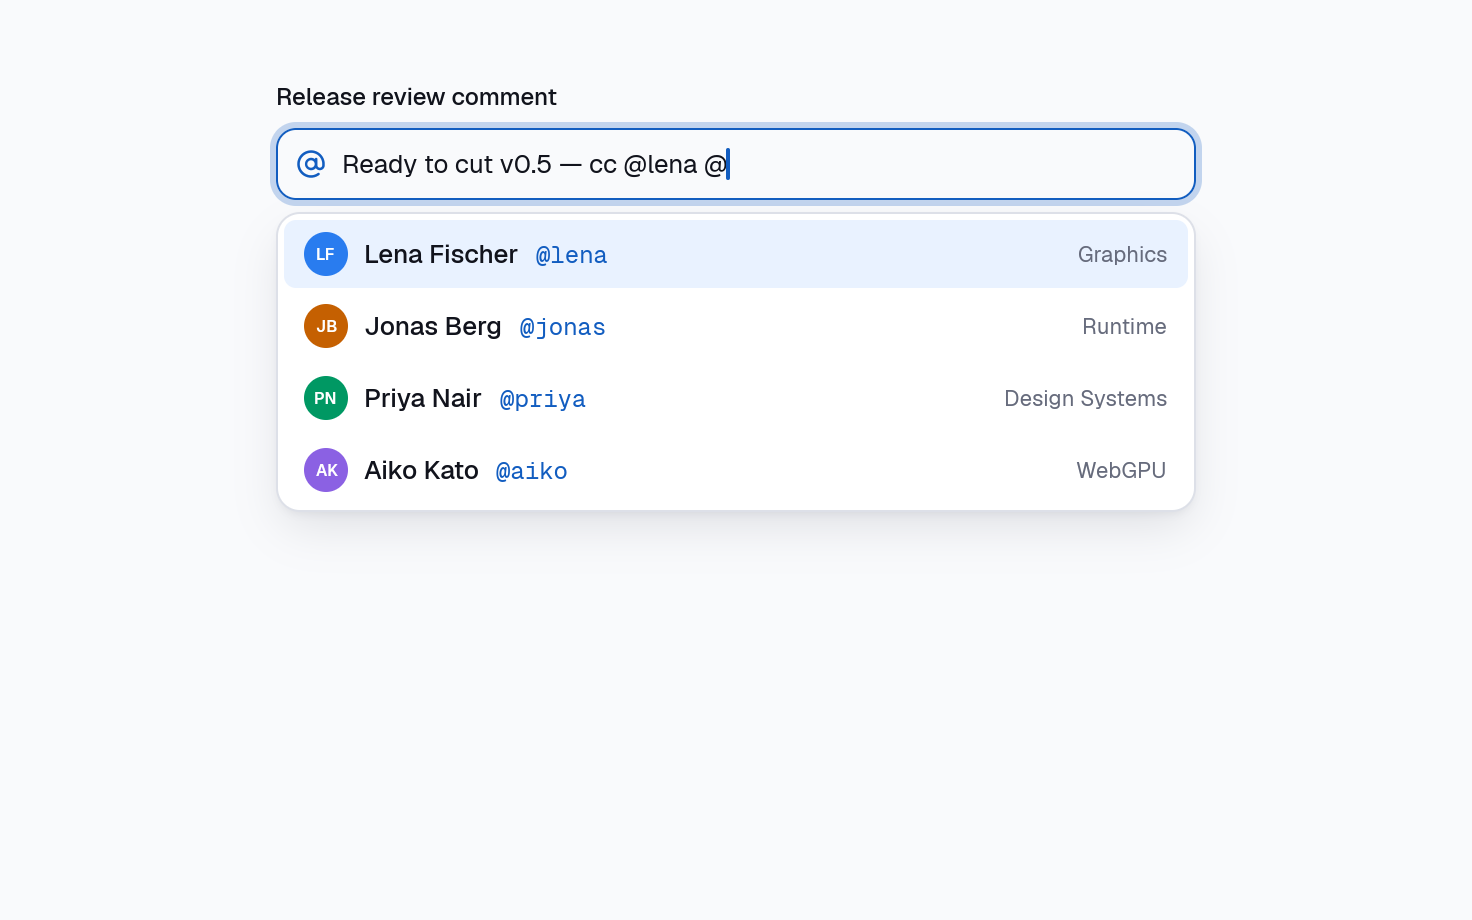 Release review comment
@ Ready to cut v0.5 — cc @lena @
LF Lena Fischer @lena Graphics
JB Jonas Berg @jonas Runtime
PN Priya Nair @priya Design Systems
AK Aiko Kato @aiko WebGPU